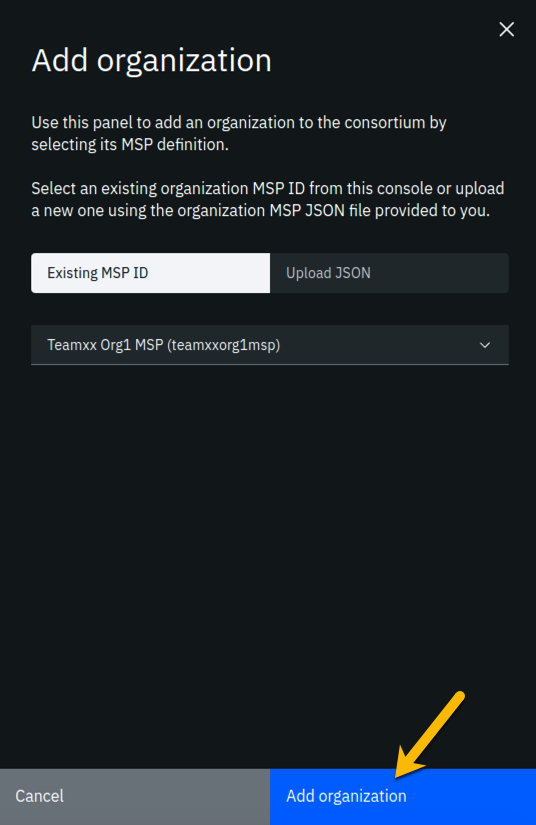 Add organization
Use this panel to add an organization to the consortium by
selecting its MSP definition.
Select an existing organization MSP ID from this console or upload
a new one using the organization MSP JSON file provided to you.
Existing MSP ID
Upload JSON
Teamxx Org1 MSP (teamxxorg1msp)
Cancel
Add organization